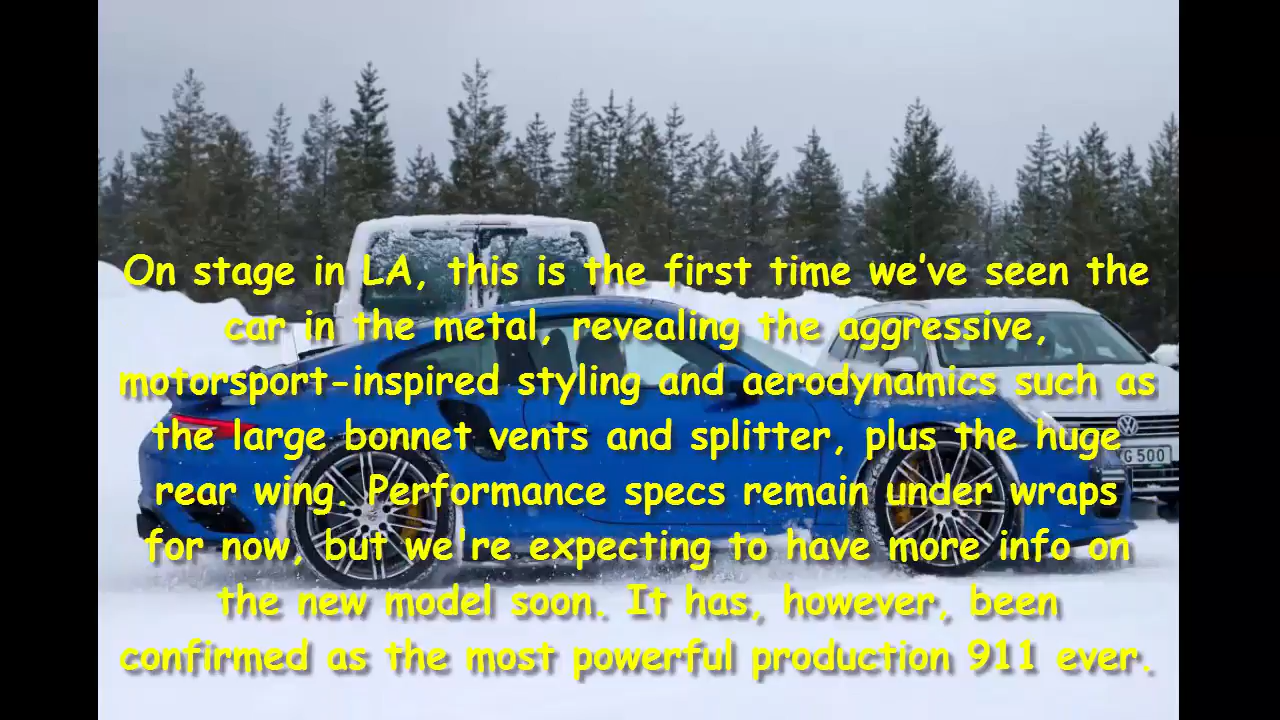 On stage in LA, this is the first time we’ve seen the
car in the metal, revealing the aggressive,
motorsport-inspired styling and aerodynamics such as
the large bonnet vents and splitter, plus the huge
rear wing. Performance specs remain under wraps
for now, but we're expecting to have more info on
the new model soon. It has, however, been
confirmed as the most powerful production 911 ever.
G 500